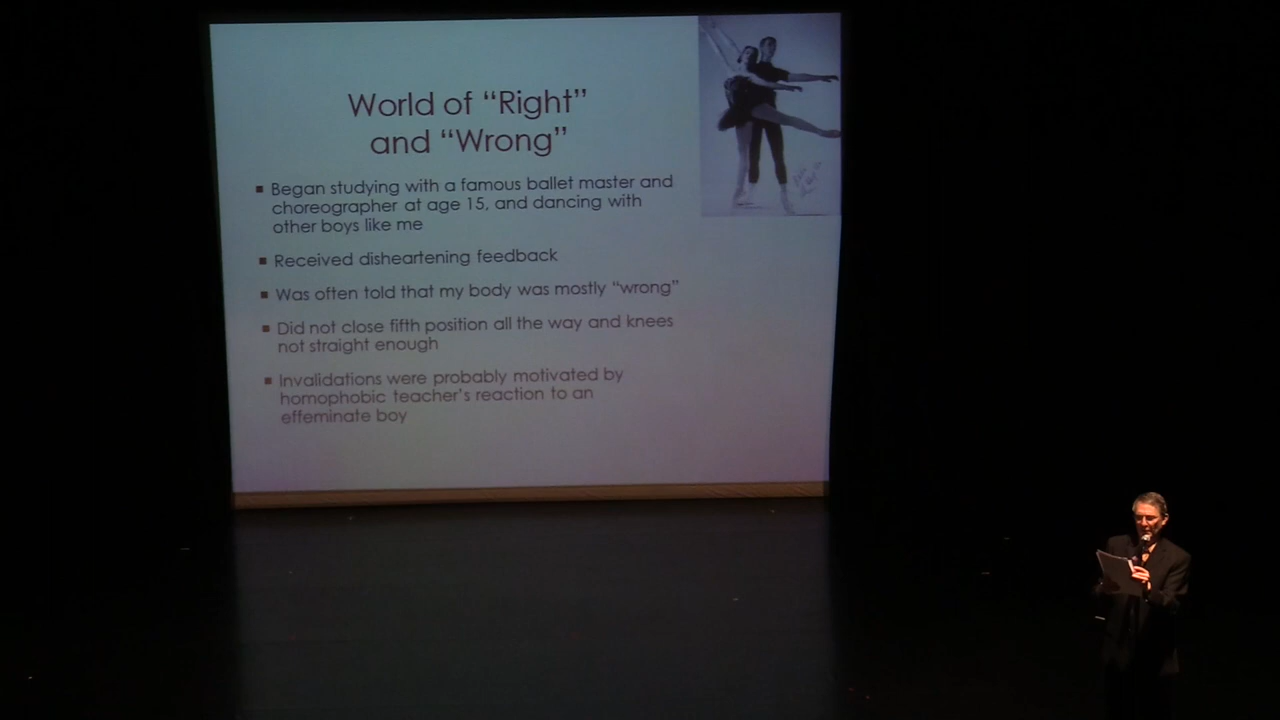 World of “Right”
and “Wrong”
▪ Began studying with a famous ballet master and
choreographer at age 15, and dancing with
other boys like me
▪ Received disheartening feedback
▪ Was often told that my body was mostly “wrong”
▪ Did not close fifth position all the way and knees
not straight enough
▪ Invalidations were probably motivated by
homophobic teacher’s reaction to an
effeminate boy